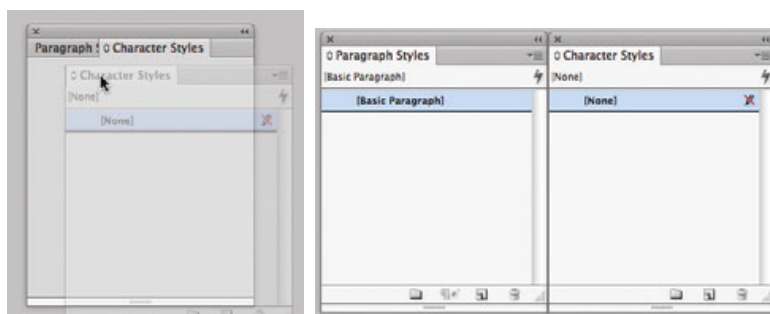 Paragraph S Character Styles
Character Styles
[None]
[None]
Paragraph Styles
[Basic Paragraph]
[Basic Paragraph]
Character Styles
[None]
[None]